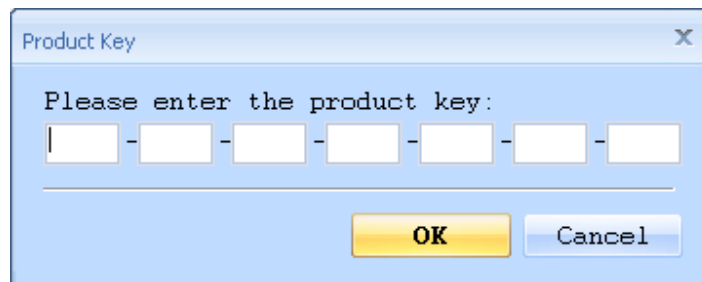 Product Key
Please enter the product key:
- - - - - -
OK Cancel